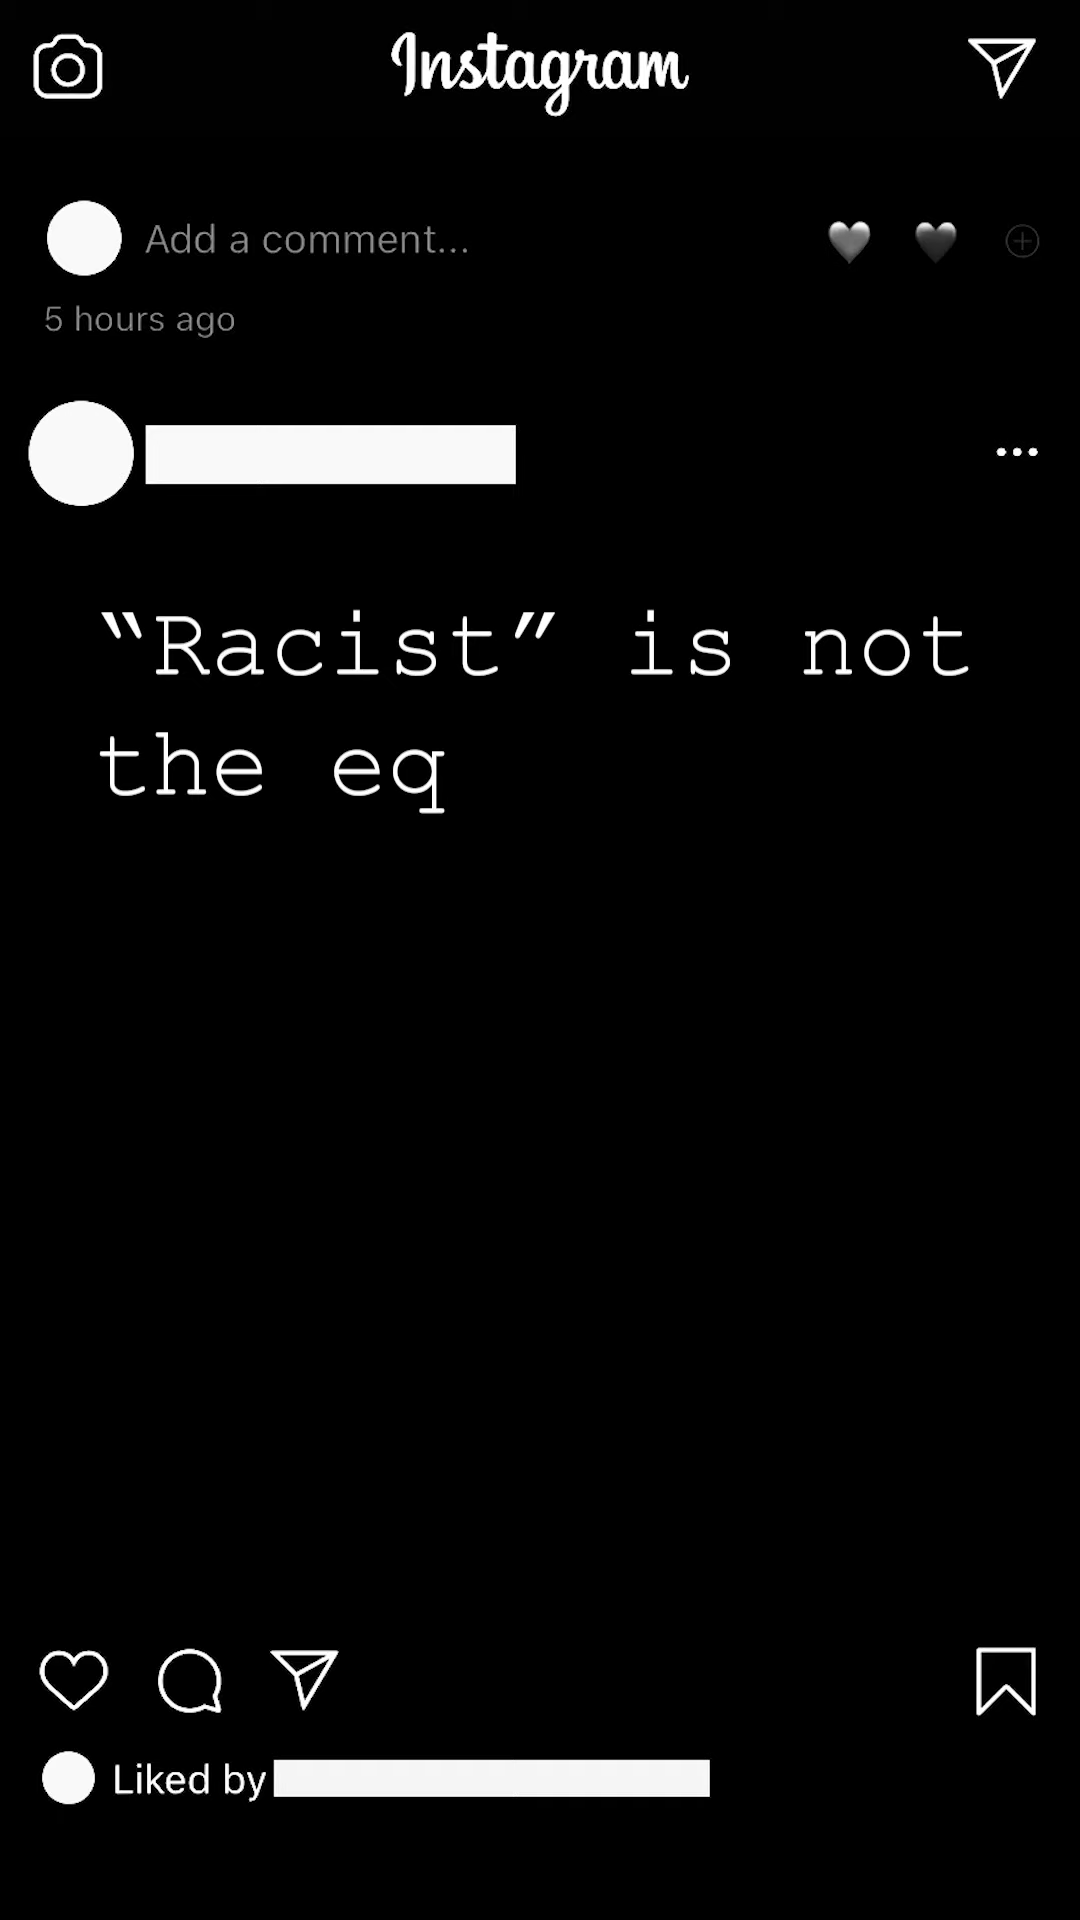 Instagram
Add a comment...
5 hours ago
“Racist” is not
the eq
Liked by